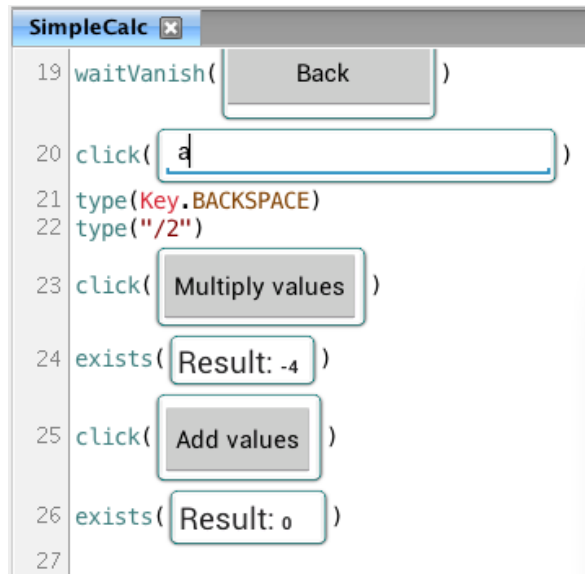 SimpleCalc
19 waitVanish( Back )
20 click( a )
21 type(Key.BACKSPACE)
22 type("/2")
23 click( Multiply values )
24 exists( Result: -4 )
25 click( Add values )
26 exists( Result: 0 )
27